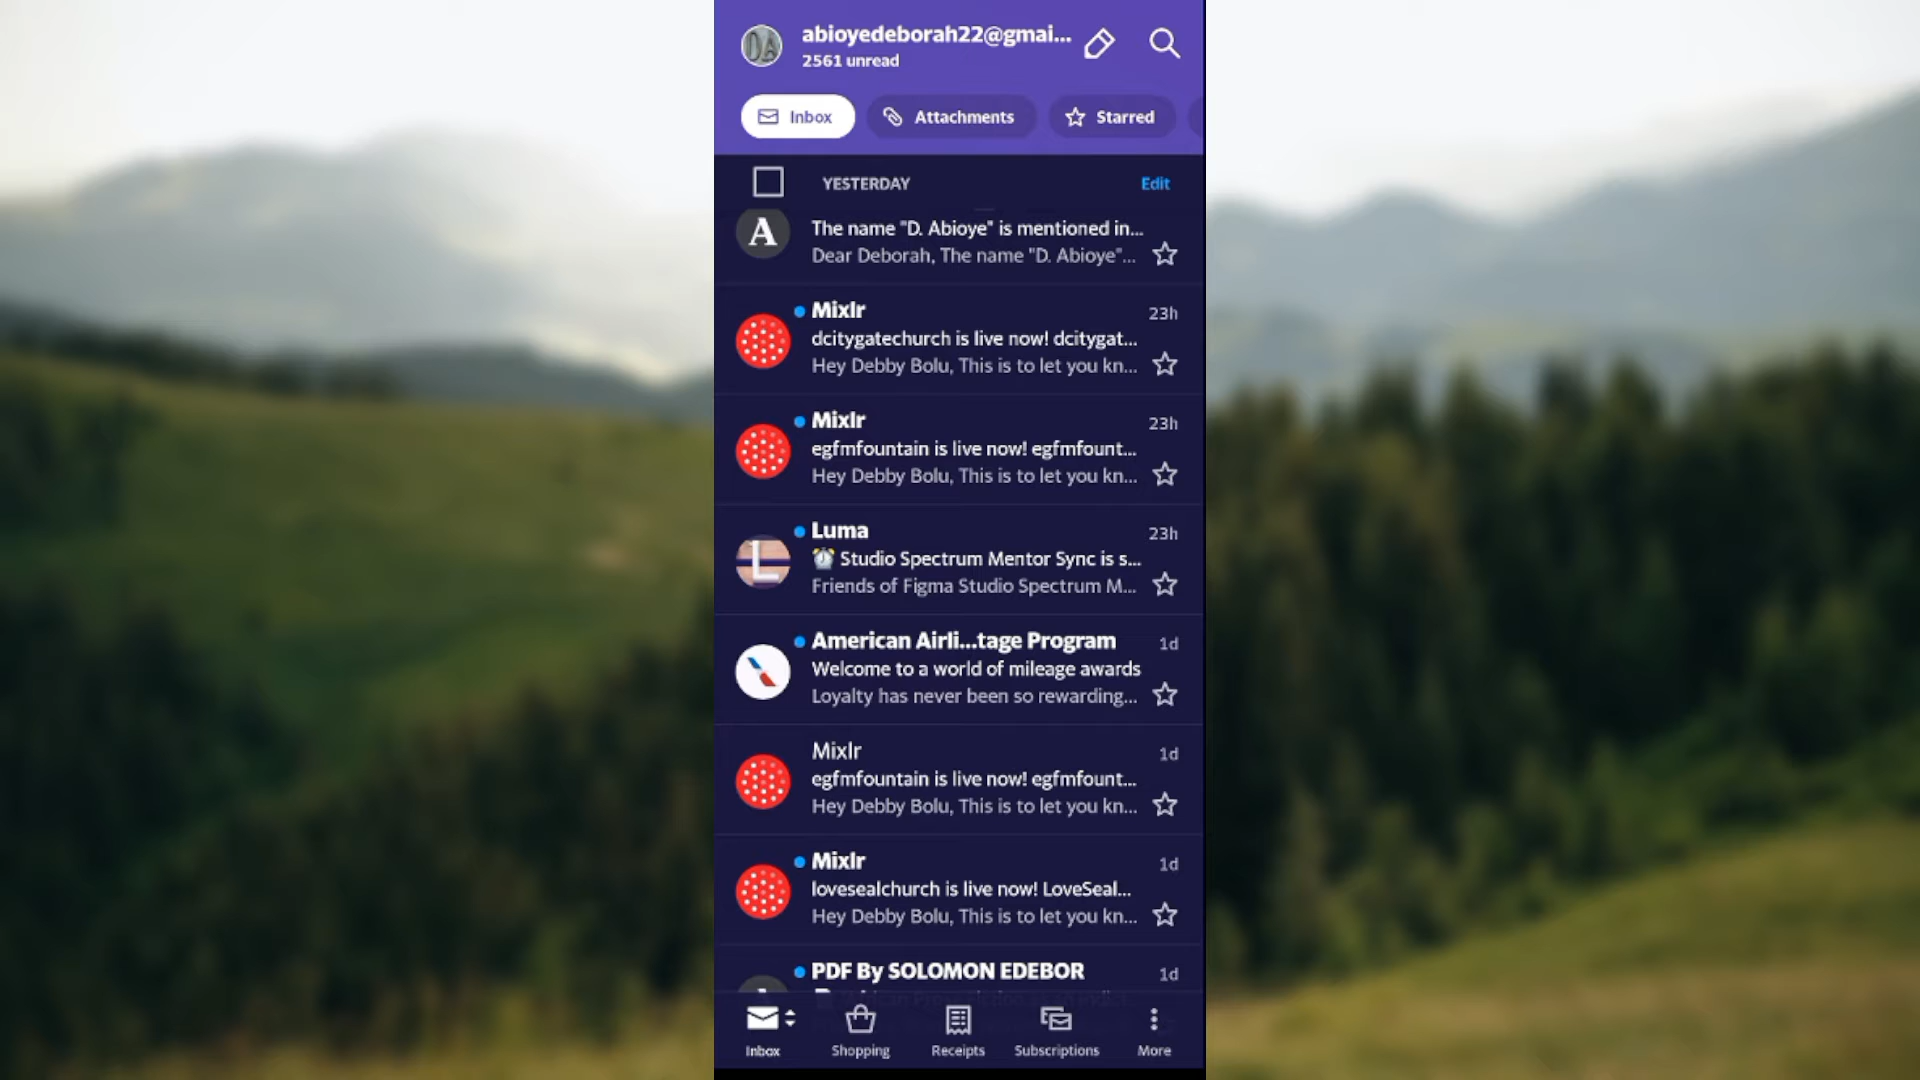 DA
abioyedeborah22@gmai...
2561 unread
Inbox
Attachments
Starred
YESTERDAY
Edit
A
The name "D. Abioye" is mentioned in...
Dear Deborah, The name "D. Abioye"...
Mixlr
23h
dcitygatechurch is live now! dcitygat...
Hey Debby Bolu, This is to let you kn...
Mixlr
23h
egfmfountain is live now! egfmfount...
Hey Debby Bolu, This is to let you kn...
L
Luma
23h
⏰ Studio Spectrum Mentor Sync is s...
Friends of Figma Studio Spectrum M...
American Airli...tage Program
1d
Welcome to a world of mileage awards
Loyalty has never been so rewarding...
Mixlr
1d
egfmfountain is live now! egfmfount...
Hey Debby Bolu, This is to let you kn...
Mixlr
1d
lovesealchurch is live now! LoveSeal...
Hey Debby Bolu, This is to let you kn...
PDF By SOLOMON EDEBOR
1d
Inbox
Shopping
Receipts
Subscriptions
More